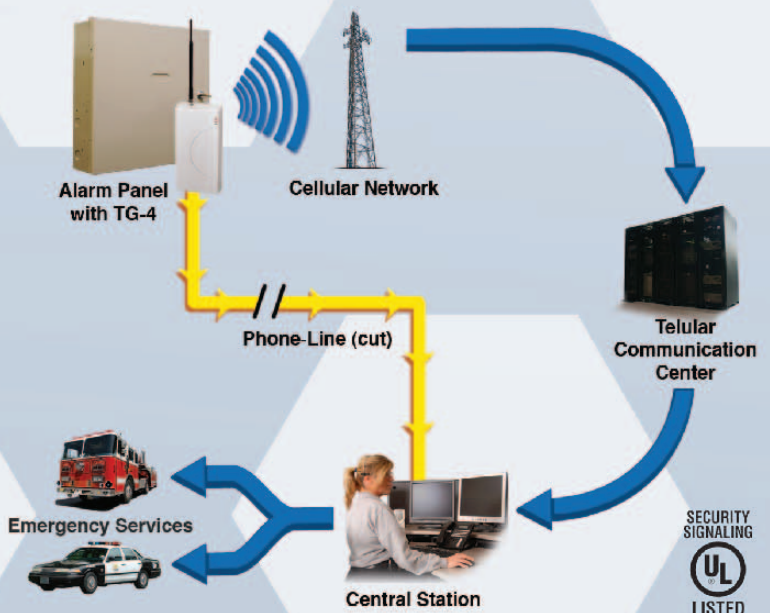 Alarm Panel
with TG-4
Cellular Network
Telular
Communication
Center
Phone-Line (cut)
Emergency Services
Central Station
SECURITY
SIGNALING
UL
LISTED